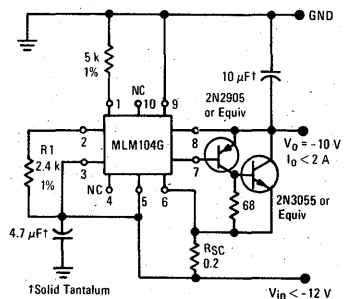 GND
5 k
1%
10 µF†
NC
1
10
9
2N2905
or Equiv
R1
2.4 k
1%
2
MLM104G
8
V₀ = -10 V
I₀ < 2 A
3
7
NC
4
5
6
68
2N3055 or
Equiv
4.7 µF†
RSC
0.2
†Solid Tantalum
Vin < -12 V